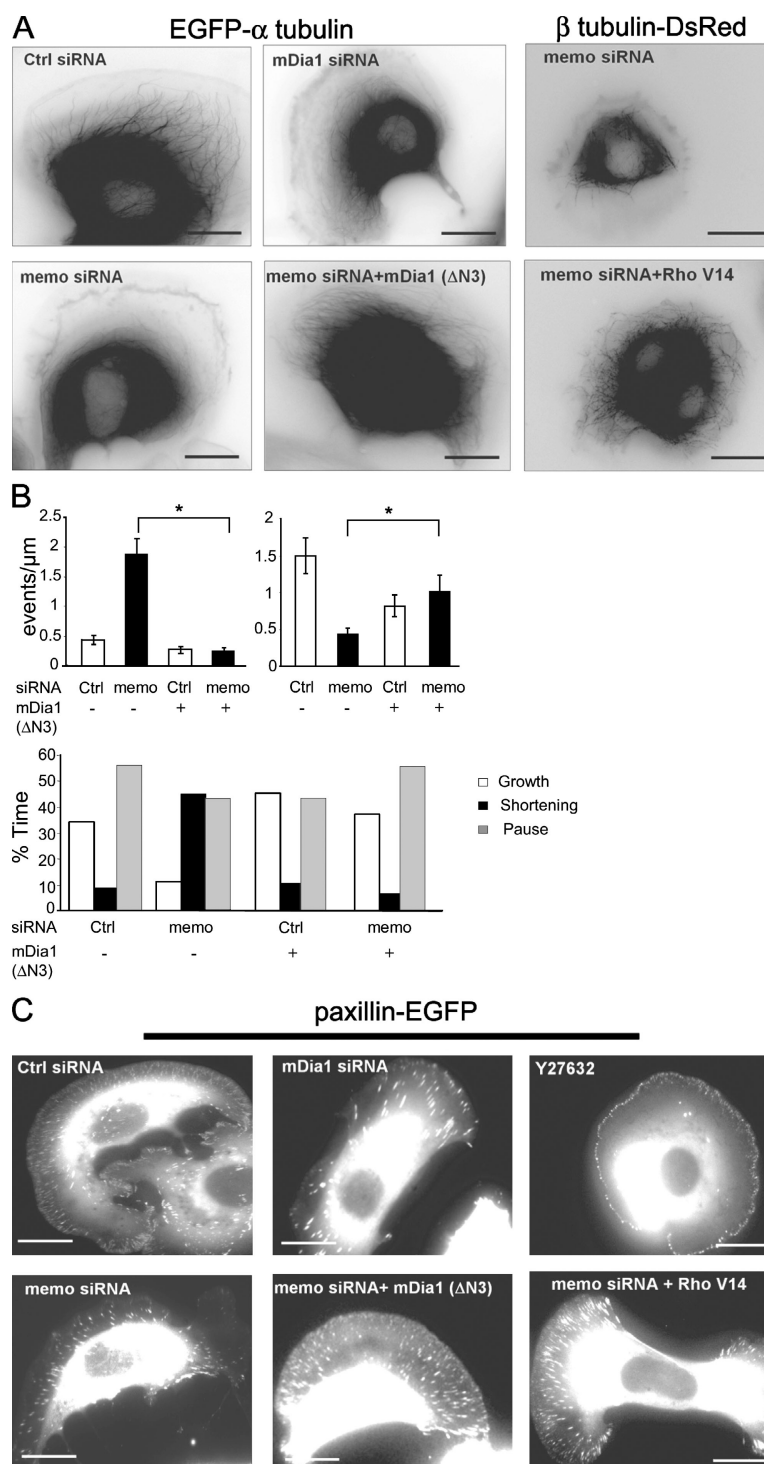 A
EGFP-α tubulin
β tubulin-DsRed
Ctrl siRNA
mDia1 siRNA
memo siRNA
memo siRNA
memo siRNA+mDia1 (ΔN3)
memo siRNA+Rho V14
B
events/μm
2.5
2
1.5
1
0.5
0
*
2
1.5
1
0.5
0
*
siRNA Ctrl memo Ctrl memo Ctrl memo Ctrl memo
mDia1 - - + + - - + +
(ΔN3)
% Time
60
50
40
30
20
10
0
Growth
Shortening
Pause
siRNA Ctrl memo Ctrl memo
mDia1 - - + +
(ΔN3)
C
paxillin-EGFP
Ctrl siRNA
mDia1 siRNA
Y27632
memo siRNA
memo siRNA+ mDia1 (ΔN3)
memo siRNA + Rho V14